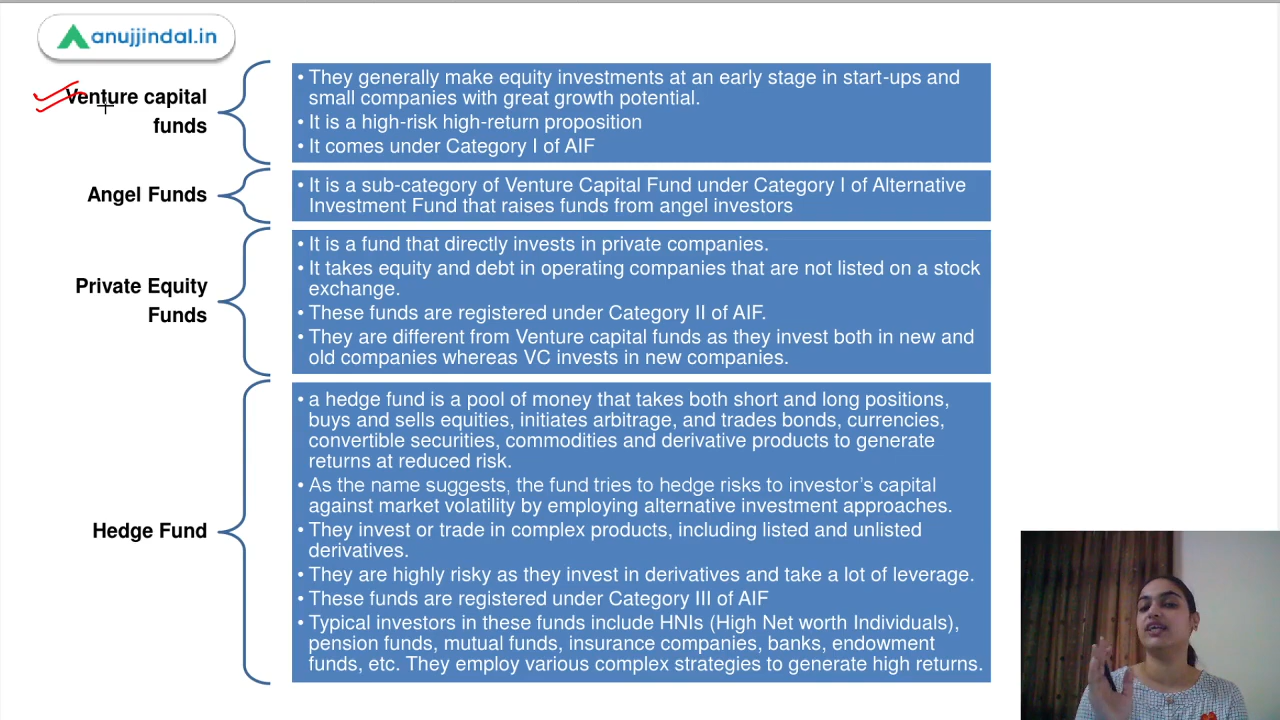 anujjindal.in
Venture capital
funds
• They generally make equity investments at an early stage in start-ups and
small companies with great growth potential.
• It is a high-risk high-return proposition
• It comes under Category I of AIF
Angel Funds
• It is a sub-category of Venture Capital Fund under Category I of Alternative
Investment Fund that raises funds from angel investors
Private Equity
Funds
• It is a fund that directly invests in private companies.
• It takes equity and debt in operating companies that are not listed on a stock
exchange.
• These funds are registered under Category II of AIF.
• They are different from Venture capital funds as they invest both in new and
old companies whereas VC invests in new companies.
Hedge Fund
• a hedge fund is a pool of money that takes both short and long positions,
buys and sells equities, initiates arbitrage, and trades bonds, currencies,
convertible securities, commodities and derivative products to generate
returns at reduced risk.
• As the name suggests, the fund tries to hedge risks to investor’s capital
against market volatility by employing alternative investment approaches.
• They invest or trade in complex products, including listed and unlisted
derivatives.
• They are highly risky as they invest in derivatives and take a lot of leverage.
• These funds are registered under Category III of AIF
• Typical investors in these funds include HNIs (High Net worth Individuals),
pension funds, mutual funds, insurance companies, banks, endowment
funds, etc. They employ various complex strategies to generate high returns.